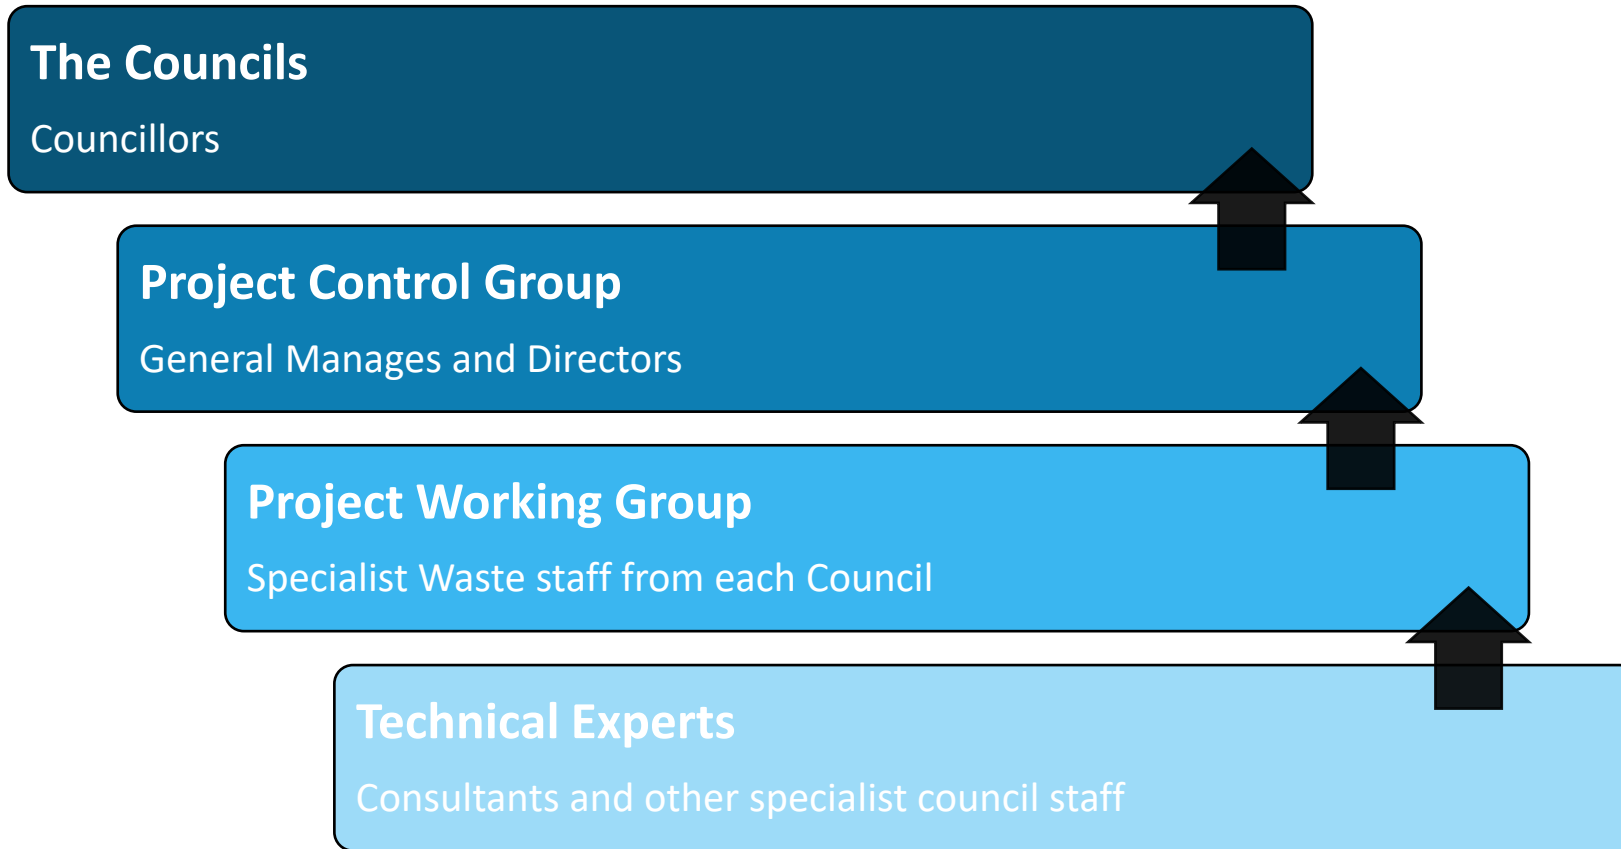 The Councils
Councillors
Project Control Group
General Manages and Directors
Project Working Group
Specialist Waste staff from each Council
Technical Experts
Consultants and other specialist council staff